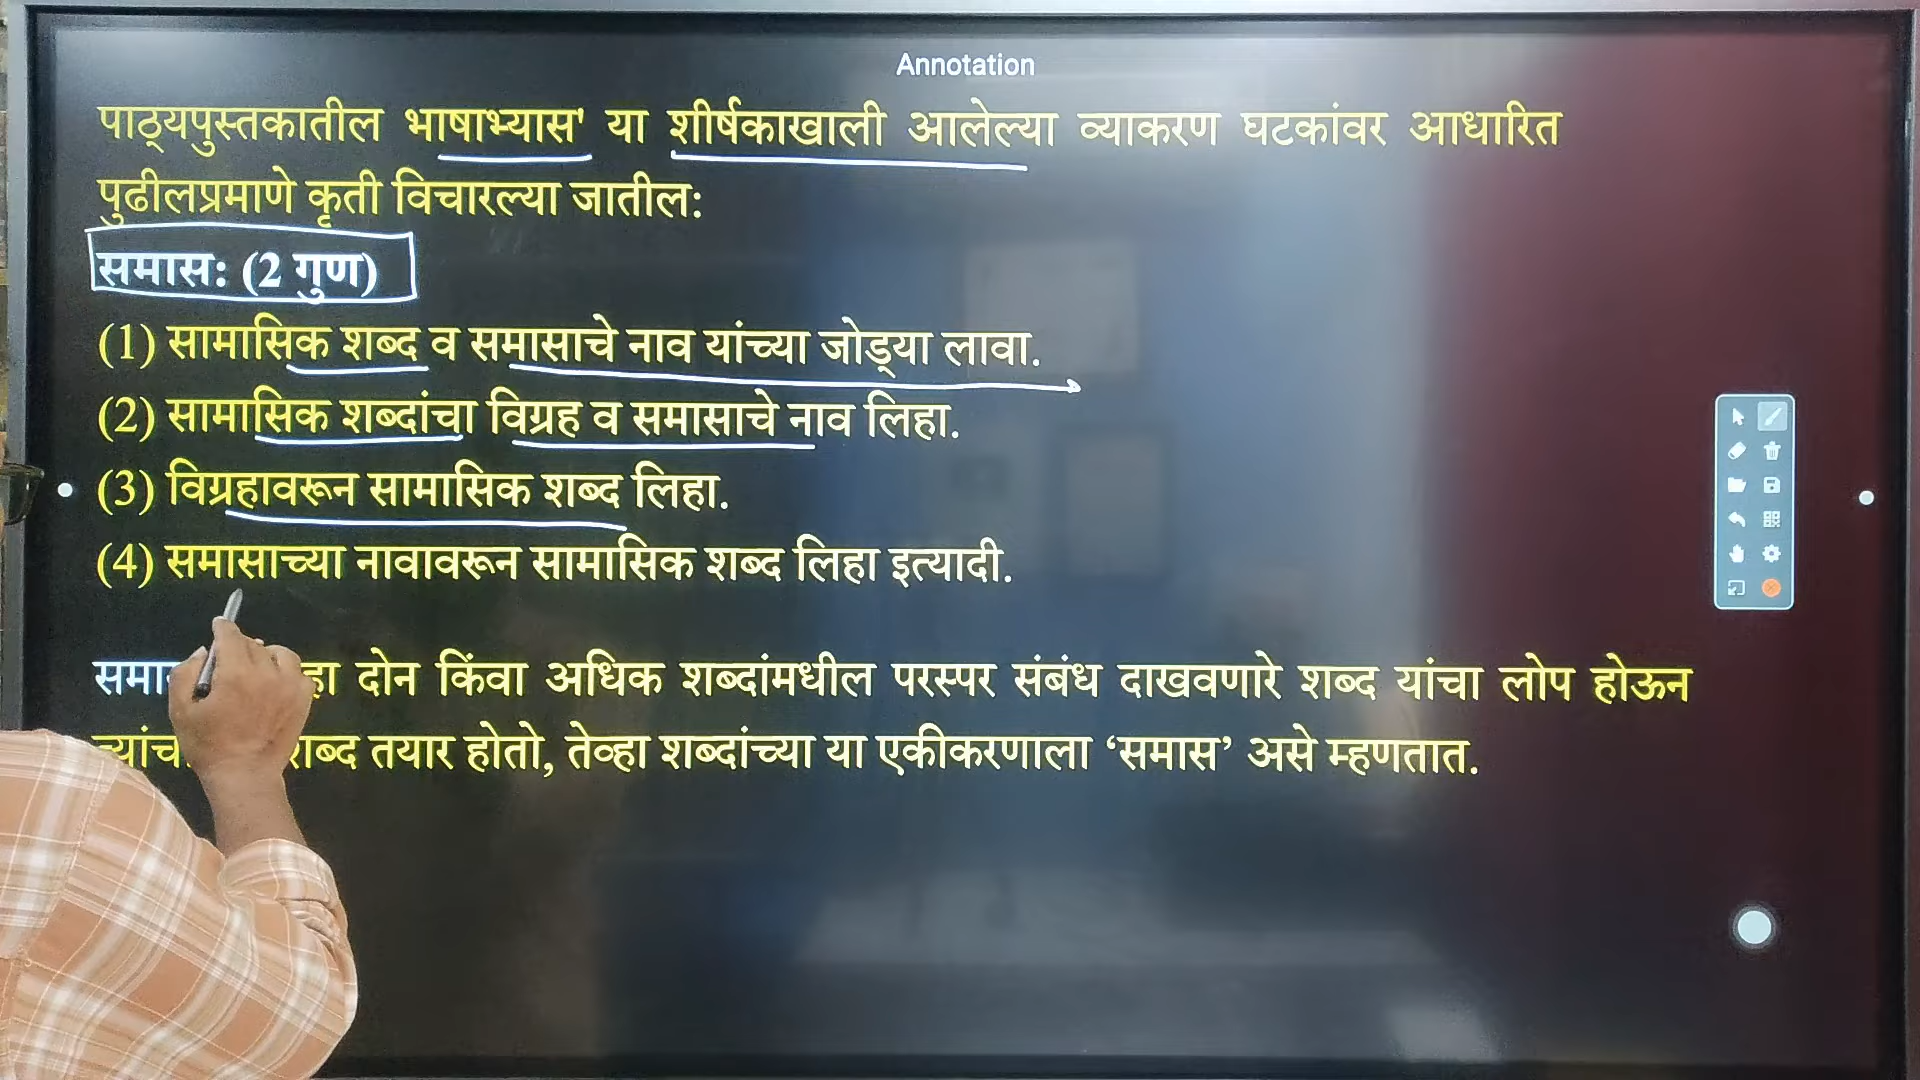 Annotation
पाठ्यपुस्तकातील भाषाभ्यास' या शीर्षकाखाली आलेल्या व्याकरण घटकांवर आधारित
पुढीलप्रमाणे कृती विचारल्या जातील:
समास: (2 गुण)
(1) सामासिक शब्द व समासाचे नाव यांच्या जोड्या लावा.
(2) सामासिक शब्दांचा विग्रह व समासाचे नाव लिहा.
(3) विग्रहावरून सामासिक शब्द लिहा.
(4) समासाच्या नावावरून सामासिक शब्द लिहा इत्यादी.
दोन किंवा अधिक शब्दांमधील परस्पर संबंध दाखवणारे शब्द यांचा लोप होऊन
शब्द तयार होतो, तेव्हा शब्दांच्या या एकीकरणाला ‘समास’ असे म्हणतात.